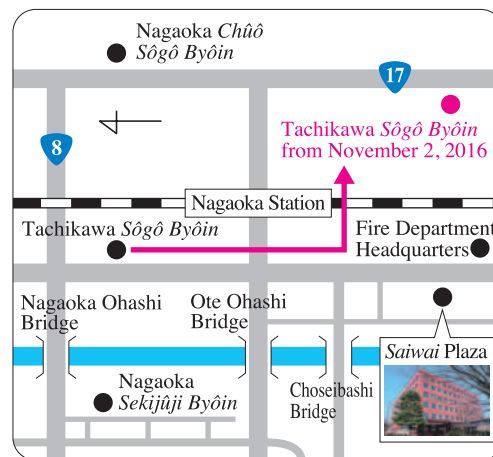 Nagaoka Chûô
Sôgô Byôin
17
8
Tachikawa Sôgô Byôin
from November 2, 2016
Nagaoka Station
Tachikawa Sôgô Byôin
Fire Department
Headquarters
Nagaoka Ohashi
Bridge
Ote Ohashi
Bridge
Saiwai Plaza
Nagaoka
Sekijûji Byôin
Choseibashi
Bridge